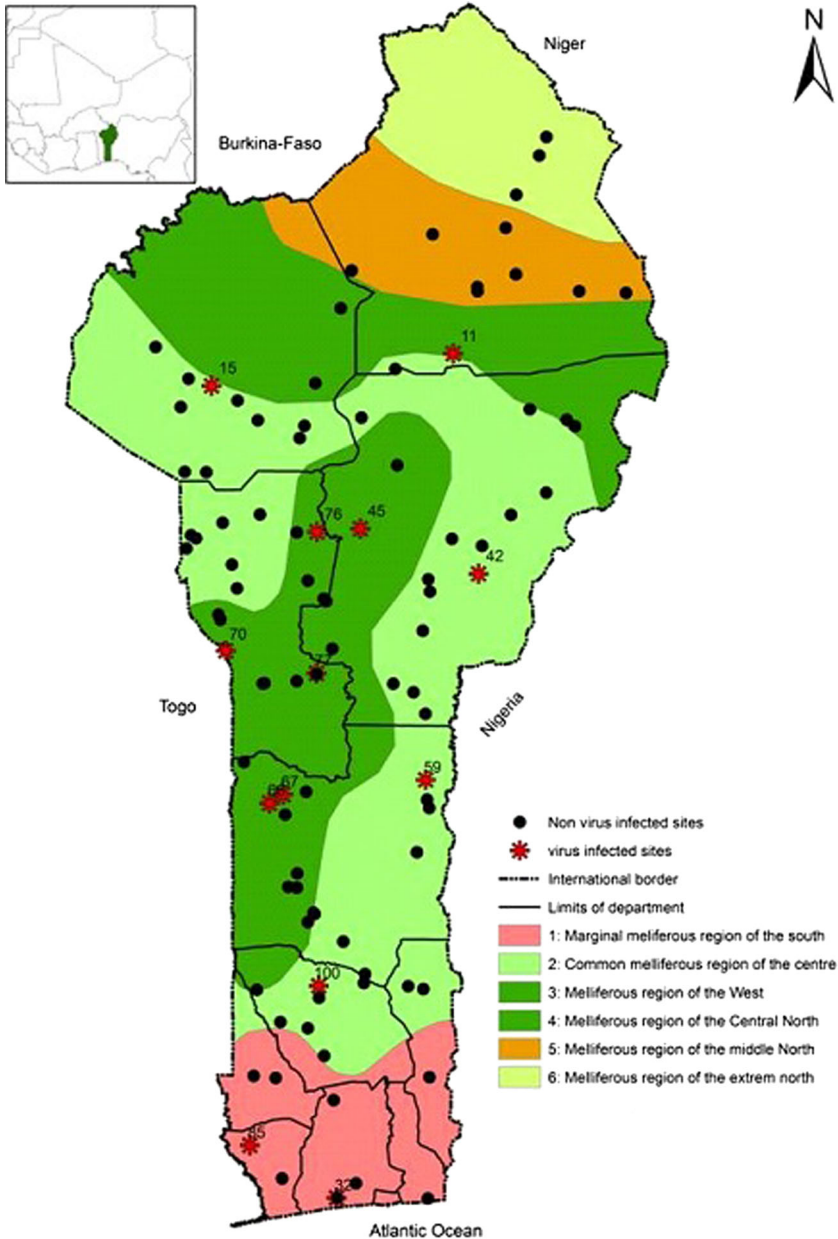 N
Niger
Burkina-Faso
11
15
76
45
42
70
Togo
Nigeria
59
67
Non virus infected sites
virus infected sites
International border
Limits of department
1: Marginal meliferous region of the south
2: Common melliferous region of the centre
3: Melliferous region of the West
4: Melliferous region of the Central North
5: Melliferous region of the middle North
6: Melliferous region of the extrem north
100
32
Atlantic Ocean